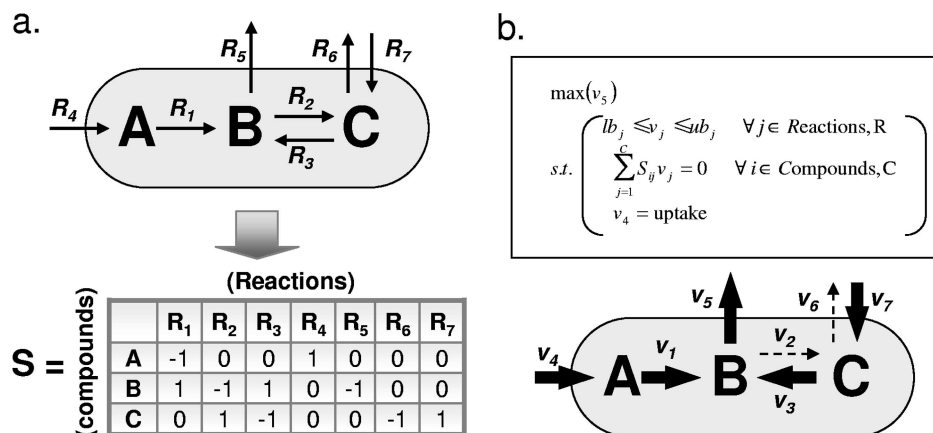 a.
R5 R6 R7
R4 R1 R2
A B C
R3
(Reactions)
S = (compounds)
R1 R2 R3 R4 R5 R6 R7
A -1 0 0 1 0 0 0
B 1 -1 1 0 -1 0 0
C 0 1 -1 0 0 -1 1
b.
max(v5)
lbj ≤ vj ≤ ubj ∀ j ∈ Reactions, R
s.t. C∑j=1 Sij vj = 0 ∀ i ∈ Compounds, C
v4 = uptake
v5 v6 v7
v4 v1 v2
A B C
v3